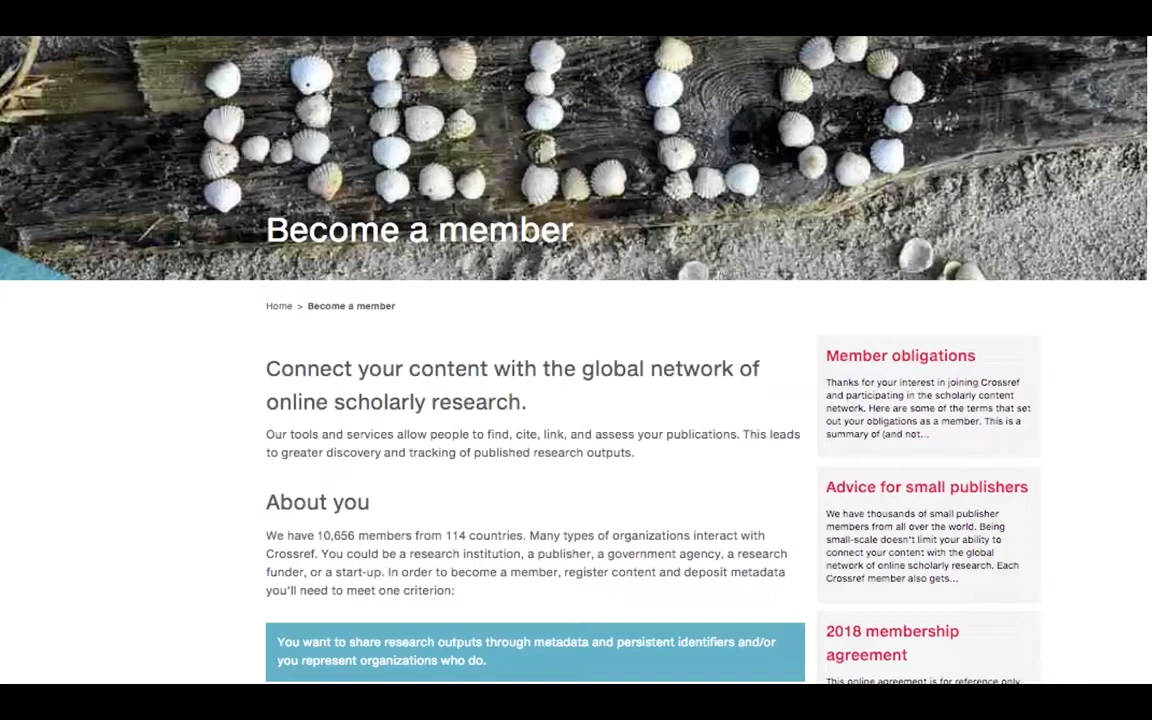 HELLO
Become a member
Home > Become a member
Connect your content with the global network of
online scholarly research.
Our tools and services allow people to find, cite, link, and assess your publications. This leads
to greater discovery and tracking of published research outputs.
About you
We have 10,656 members from 114 countries. Many types of organizations interact with
Crossref. You could be a research institution, a publisher, a government agency, a research
funder, or a start-up. In order to become a member, register content and deposit metadata
you'll need to meet one criterion:
You want to share research outputs through metadata and persistent identifiers and/or
you represent organizations who do.
Member obligations
Thanks for your interest in joining Crossref
and participating in the scholarly content
network. Here are some of the terms that set
out your obligations as a member. This is a
summary of (and not...
Advice for small publishers
We have thousands of small publisher
members from all over the world. Being
small-scale doesn't limit your ability to
connect your content with the global
network of online scholarly research. Each
Crossref member also gets...
2018 membership
agreement
This online agreement is for reference only,